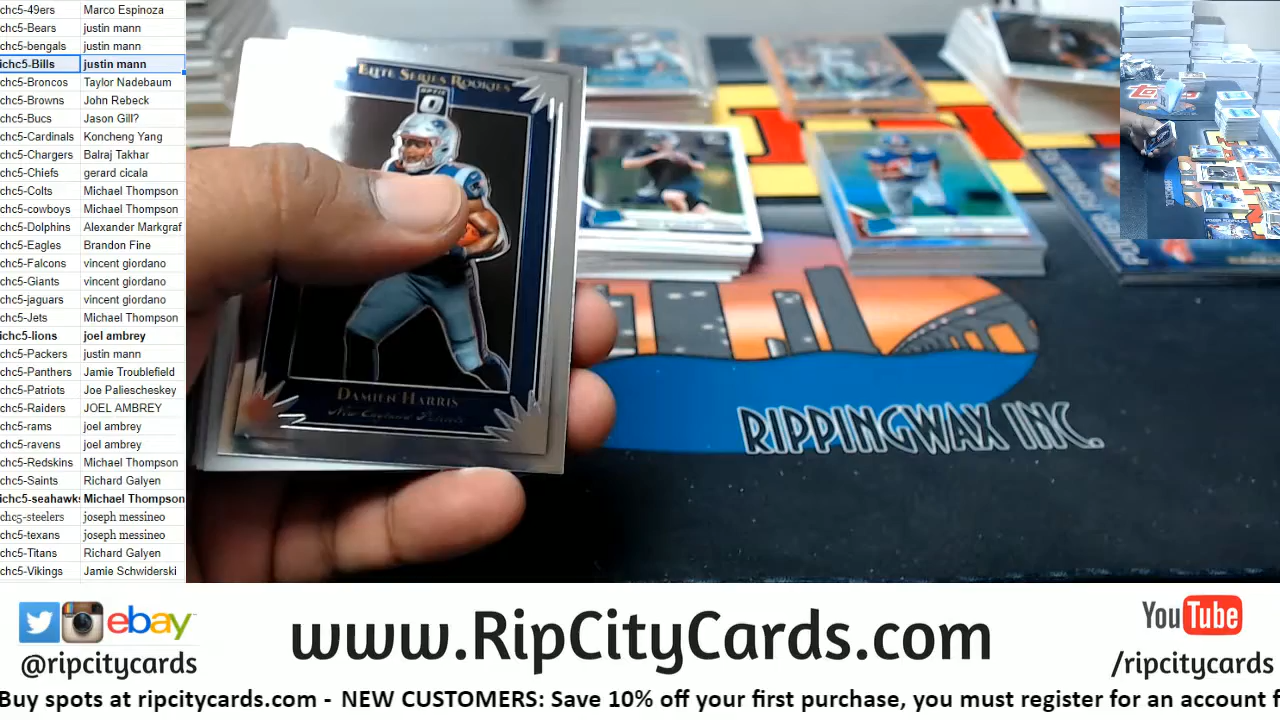 chc5-49ers Marco Espinoza
chc5-Bears justin mann
chc5-bengals justin mann
ichc5-Bills justin mann
chc5-Broncos Taylor Nadebaum
chc5-Browns John Rebeck
chc5-Bucs Jason Gill?
chc5-Cardinals Koncheng Yang
chc5-Chargers Balraj Takhar
chc5-Chiefs gerard cicala
chc5-Colts Michael Thompson
chc5-cowboys Michael Thompson
chc5-Dolphins Alexander Markgraf
chc5-Eagles Brandon Fine
chc5-Falcons vincent giordano
chc5-Giants vincent giordano
chc5-jaguars vincent giordano
chc5-Jets Michael Thompson
ichc5-lions joel ambrey
chc5-Packers justin mann
chc5-Panthers Jamie Troublefield
chc5-Patriots Joe Paliescheskey
chc5-Raiders JOEL AMBREY
chc5-rams joel ambrey
chc5-ravens joel ambrey
chc5-Redskins Michael Thompson
chc5-Saints Richard Galyen
ichc5-seahawks Michael Thompson
chc5-steelers joseph messineo
chc5-texans joseph messineo
chc5-Titans Richard Galyen
chc5-Vikings Jamie Schwiderski
Elite Series Rookies
OPTIC
Damien Harris
New England Patriots
RIPPINGWAX INC.
ebay
@ripcitycards
www.RipCityCards.com
YouTube
/ripcitycards
Buy spots at ripcitycards.com - NEW CUSTOMERS: Save 10% off your first purchase, you must register for an account f